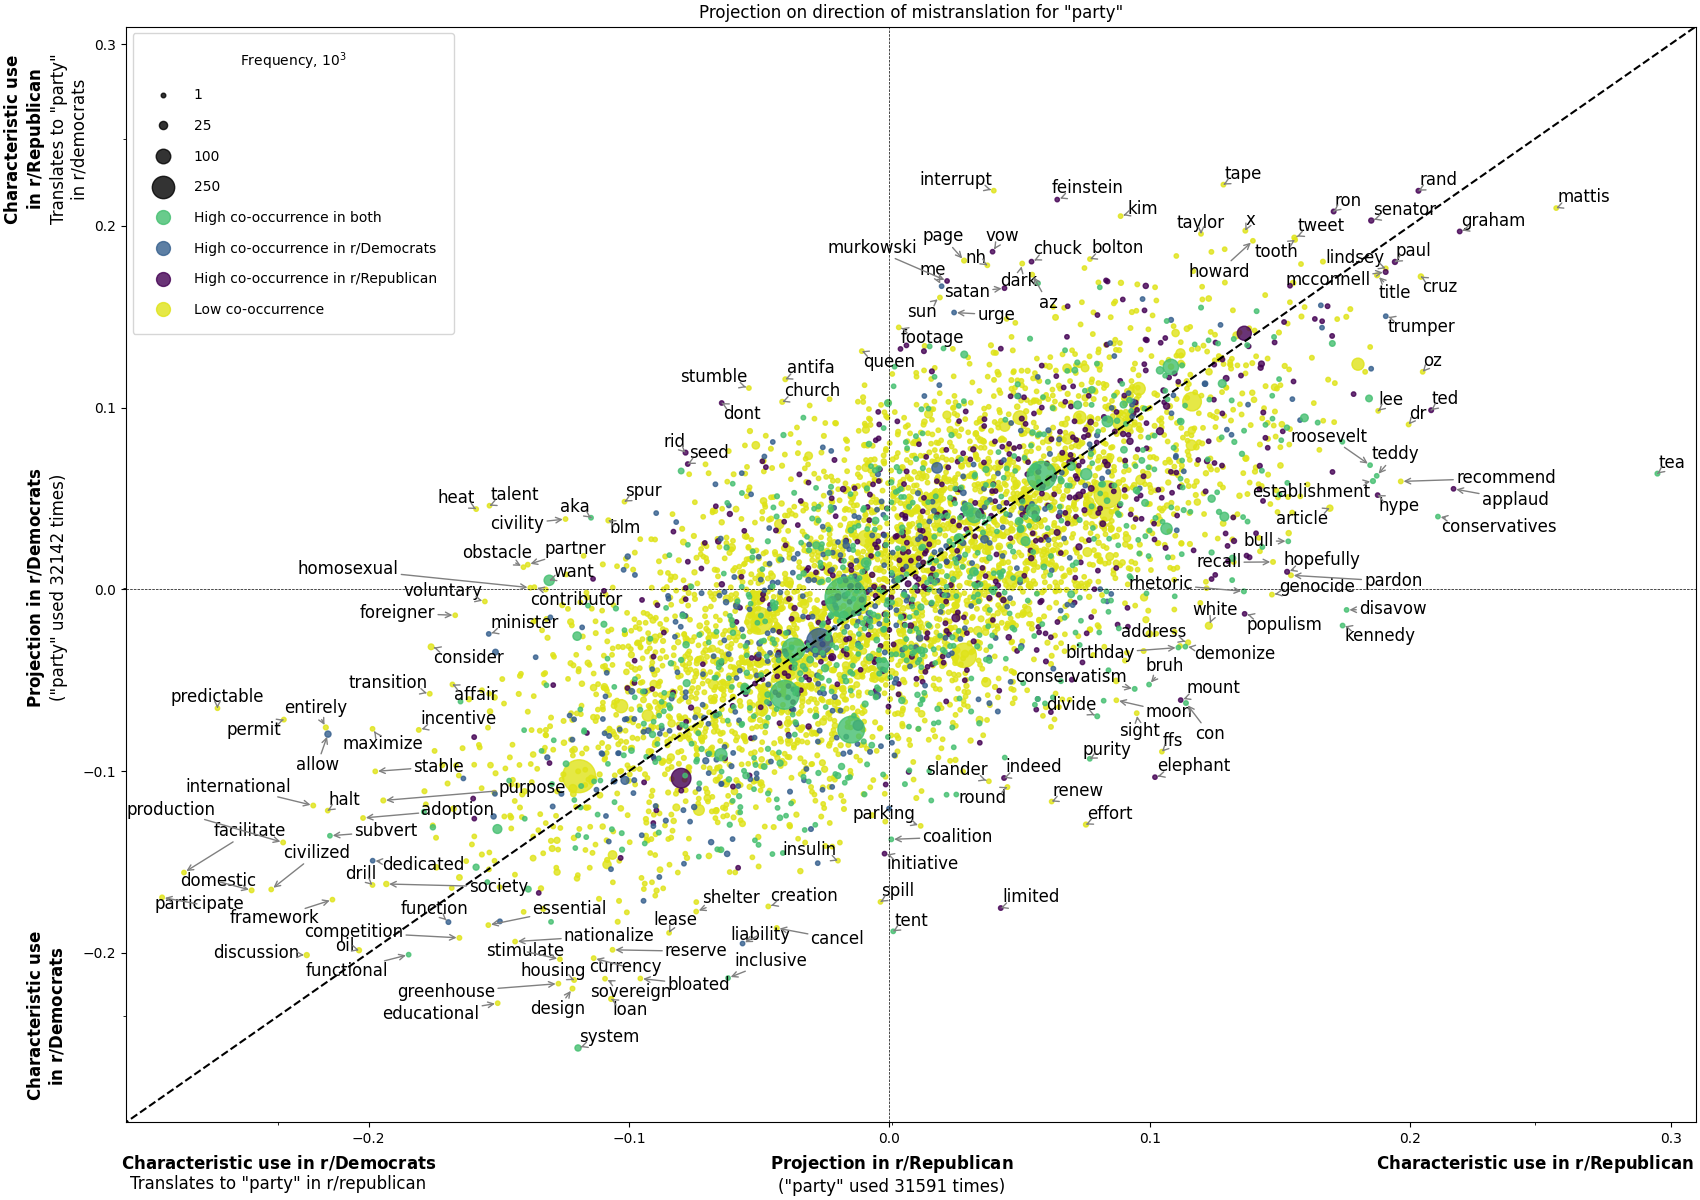 Projection on direction of mistranslation for "party"
Frequency, 10³
1
25
100
250
High co-occurrence in both
High co-occurrence in r/Democrats
High co-occurrence in r/Republican
Low co-occurrence
Characteristic use
in r/Republican
Translates to "party"
in r/democrats
Projection in r/Democrats
("party" used 32142 times)
Characteristic use
in r/Democrats
0.3
0.2
0.1
0.0
−0.1
−0.2
interrupt
feinstein
tape
rand
mattis
kim
ron
senator
graham
taylor
x
tweet
murkowski
page
vow
chuck
bolton
tooth
lindsey
paul
nh
me
howard
mcconnell
satan
dark
az
title
cruz
sun
urge
trumper
footage
queen
oz
stumble
antifa
church
dont
lee
ted
dr
rid
seed
roosevelt
teddy
tea
heat
talent
spur
recommend
establishment
applaud
civility
aka
blm
article
hype
conservatives
obstacle
partner
bull
homosexual
want
recall
hopefully
voluntary
contributor
rhetoric
genocide
pardon
foreigner
minister
white
populism
disavow
kennedy
consider
address
birthday
demonize
transition
affair
conservatism
bruh
predictable
entirely
mount
permit
incentive
divide
moon
allow
maximize
sight
con
purity
ffs
stable
slander
indeed
elephant
international
halt
purpose
round
renew
production
adoption
parking
effort
facilitate
subvert
coalition
civilized
insulin
initiative
dedicated
drill
domestic
society
participate
framework
function
essential
shelter
creation
spill
limited
lease
tent
competition
nationalize
liability
cancel
oil
discussion
stimulate
reserve
functional
housing
currency
inclusive
greenhouse
sovereign
bloated
educational
design
loan
system
−0.2
−0.1
0.0
0.1
0.2
0.3
Characteristic use in r/Democrats
Translates to "party" in r/republican
Projection in r/Republican
("party" used 31591 times)
Characteristic use in r/Republican